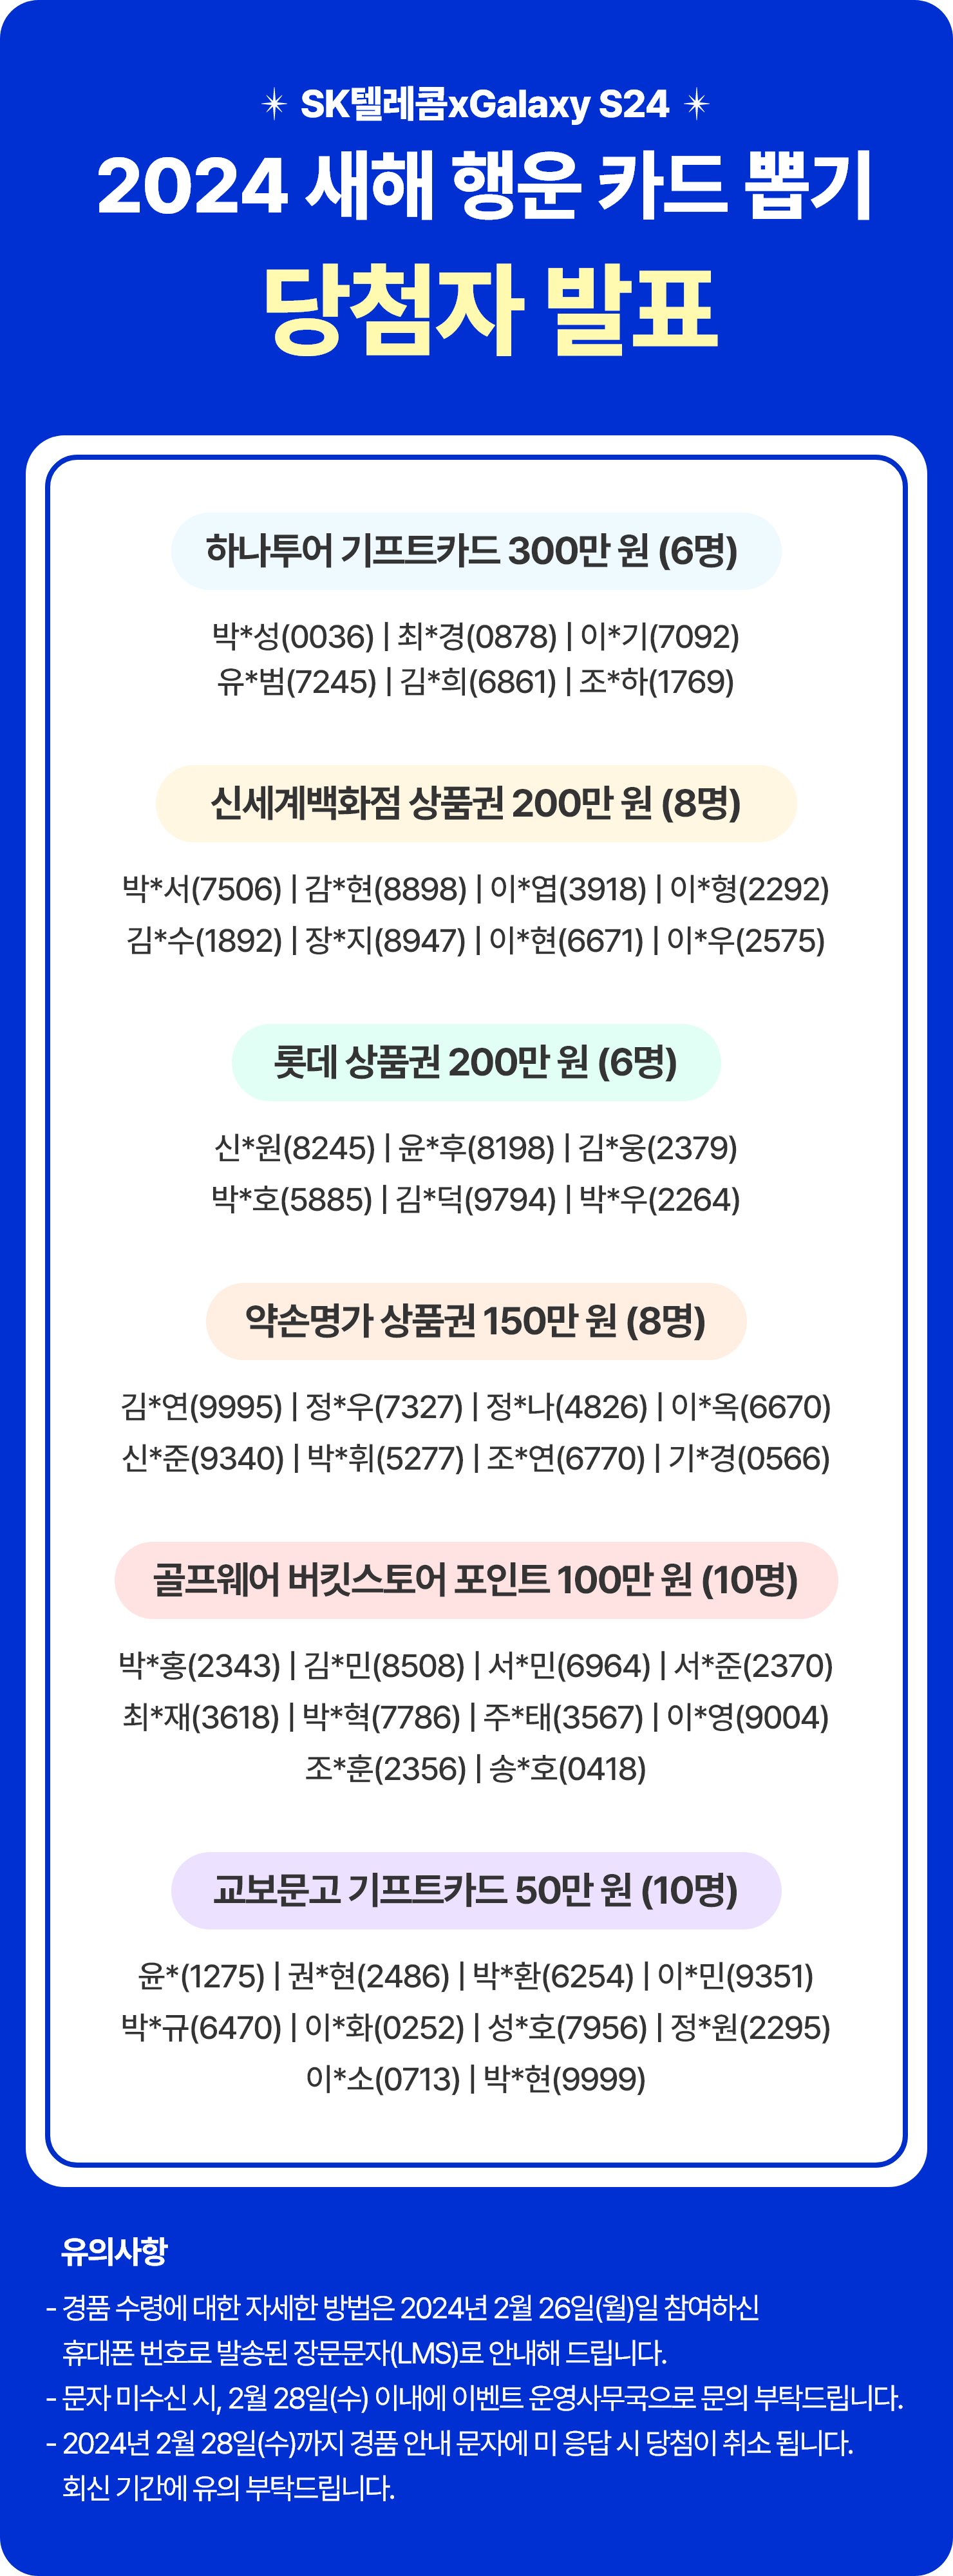 SK텔레콤xGalaxy S24
2024 새해 행운 카드 뽑기
당첨자 발표
하나투어 기프트카드 300만 원 (6명)
박*성(0036) | 최*경(0878) | 이*기(7092)
유*범(7245) | 김*희(6861) | 조*하(1769)
신세계백화점 상품권 200만 원 (8명)
박*서(7506) | 감*현(8898) | 이*엽(3918) | 이*형(2292)
김*수(1892) | 장*지(8947) | 이*현(6671) | 이*우(2575)
롯데 상품권 200만 원 (6명)
신*원(8245) | 윤*후(8198) | 김*웅(2379)
박*호(5885) | 김*덕(9794) | 박*우(2264)
약손명가 상품권 150만 원 (8명)
김*연(9995) | 정*우(7327) | 정*나(4826) | 이*옥(6670)
신*준(9340) | 박*휘(5277) | 조*연(6770) | 기*경(0566)
골프웨어 버킷스토어 포인트 100만 원 (10명)
박*홍(2343) | 김*민(8508) | 서*민(6964) | 서*준(2370)
최*재(3618) | 박*혁(7786) | 주*태(3567) | 이*영(9004)
조*훈(2356) | 송*호(0418)
교보문고 기프트카드 50만 원 (10명)
윤*(1275) | 권*현(2486) | 박*환(6254) | 이*민(9351)
박*규(6470) | 이*화(0252) | 성*호(7956) | 정*원(2295)
이*소(0713) | 박*현(9999)
유의사항
- 경품 수령에 대한 자세한 방법은 2024년 2월 26일(월)일 참여하신
휴대폰 번호로 발송된 장문문자(LMS)로 안내해 드립니다.
- 문자 미수신 시, 2월 28일(수) 이내에 이벤트 운영사무국으로 문의 부탁드립니다.
- 2024년 2월 28일(수)까지 경품 안내 문자에 미 응답 시 당첨이 취소 됩니다.
회신 기간에 유의 부탁드립니다.